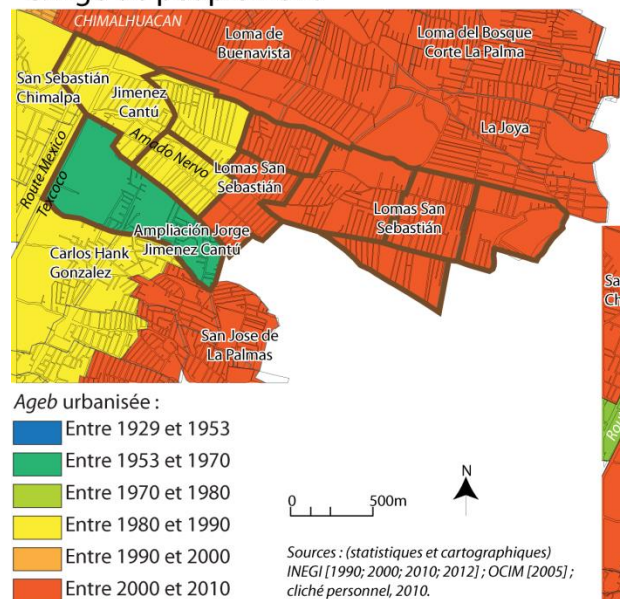 CHIMALHUACAN
Loma de
Buenavista
Loma del Bosque
Corte La Palma
San Sebastián
Chimalpa
Jimenez
Cantú
La Joya
Amado Nervo
Route Mexico
Texcoco
Lomas San
Sebastián
Lomas San
Sebastián
Ampliación Jorge
Jimenez Cantú
Carlos Hank
Gonzalez
San Jose de
La Palmas
Ageb urbanisée :
Entre 1929 et 1953
Entre 1953 et 1970
Entre 1970 et 1980
Entre 1980 et 1990
Entre 1990 et 2000
Entre 2000 et 2010
0 500m
N
Sources : (statistiques et cartographiques)
INEGI [1990; 2000; 2010; 2012] ; OCIM [2005] ;
cliché personnel, 2010.